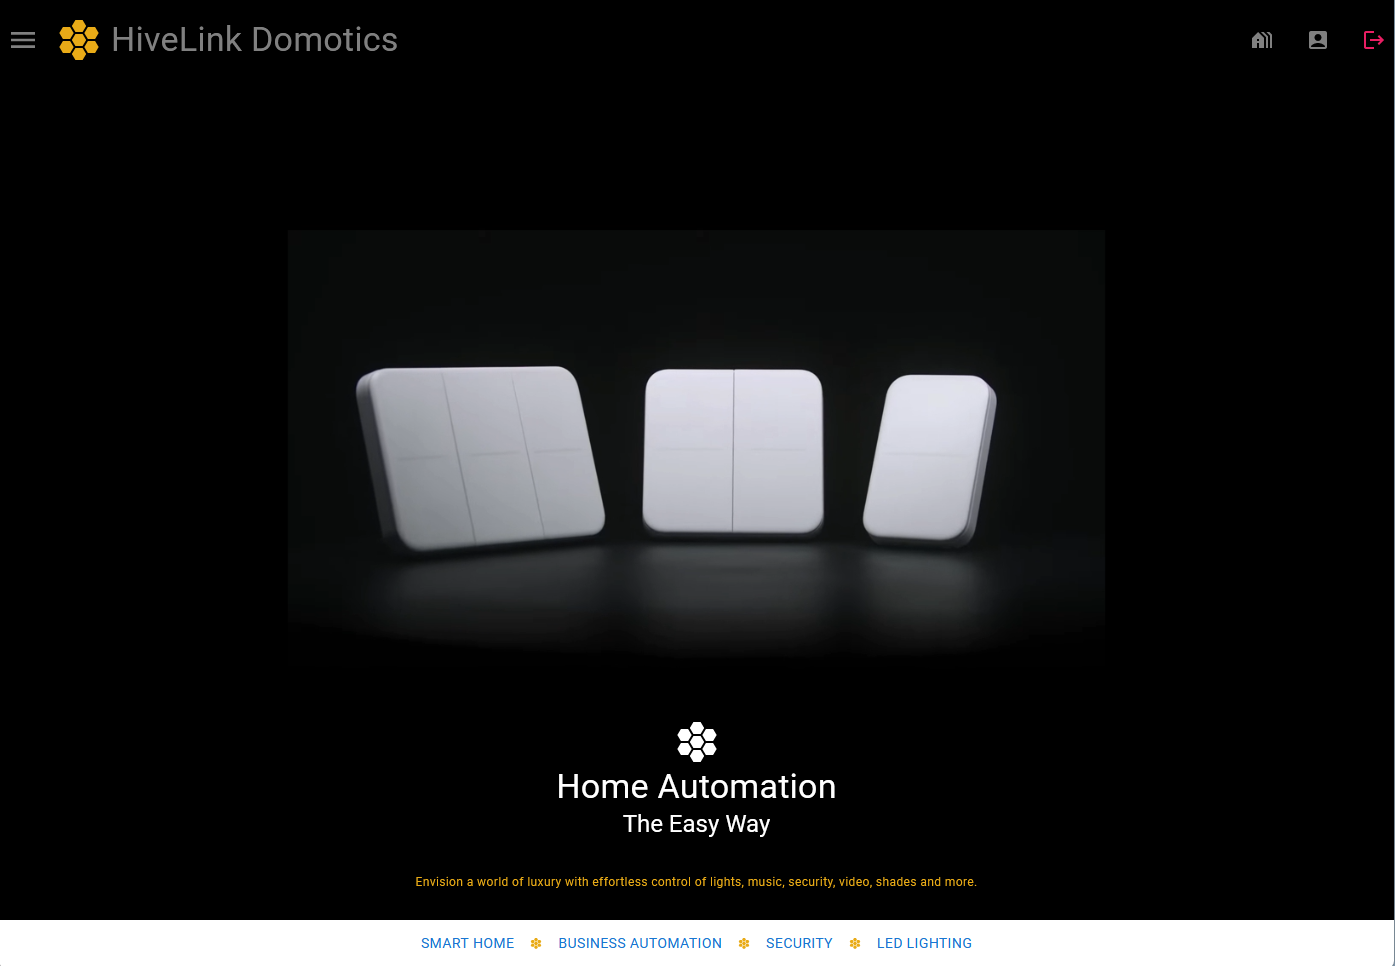 HiveLink Domotics
Home Automation
The Easy Way
Envision a world of luxury with effortless control of lights, music, security, video, shades and more.
SMART HOME BUSINESS AUTOMATION SECURITY LED LIGHTING